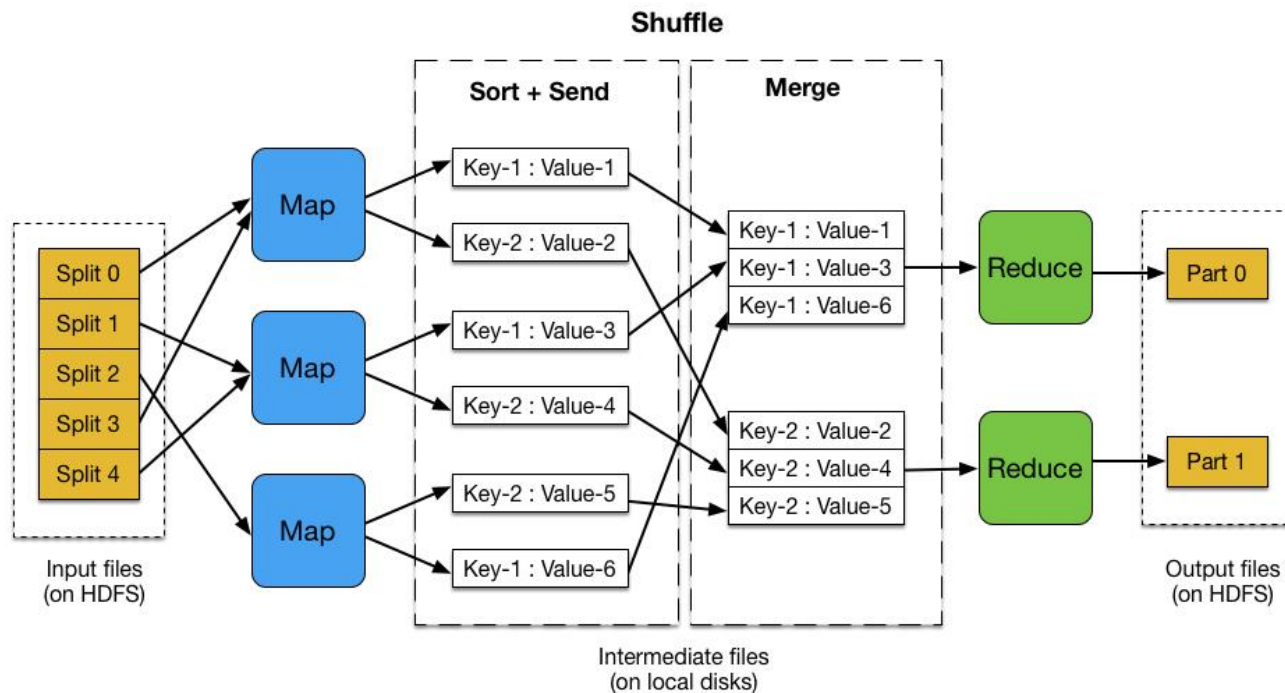 Shuffle
Sort + Send
Merge
Map
Map
Map
Split 0
Split 1
Split 2
Split 3
Split 4
Input files
(on HDFS)
Key-1 : Value-1
Key-2 : Value-2
Key-1 : Value-3
Key-2 : Value-4
Key-2 : Value-5
Key-1 : Value-6
Key-1 : Value-1
Key-1 : Value-3
Key-1 : Value-6
Key-2 : Value-2
Key-2 : Value-4
Key-2 : Value-5
Intermediate files
(on local disks)
Reduce
Reduce
Part 0
Part 1
Output files
(on HDFS)